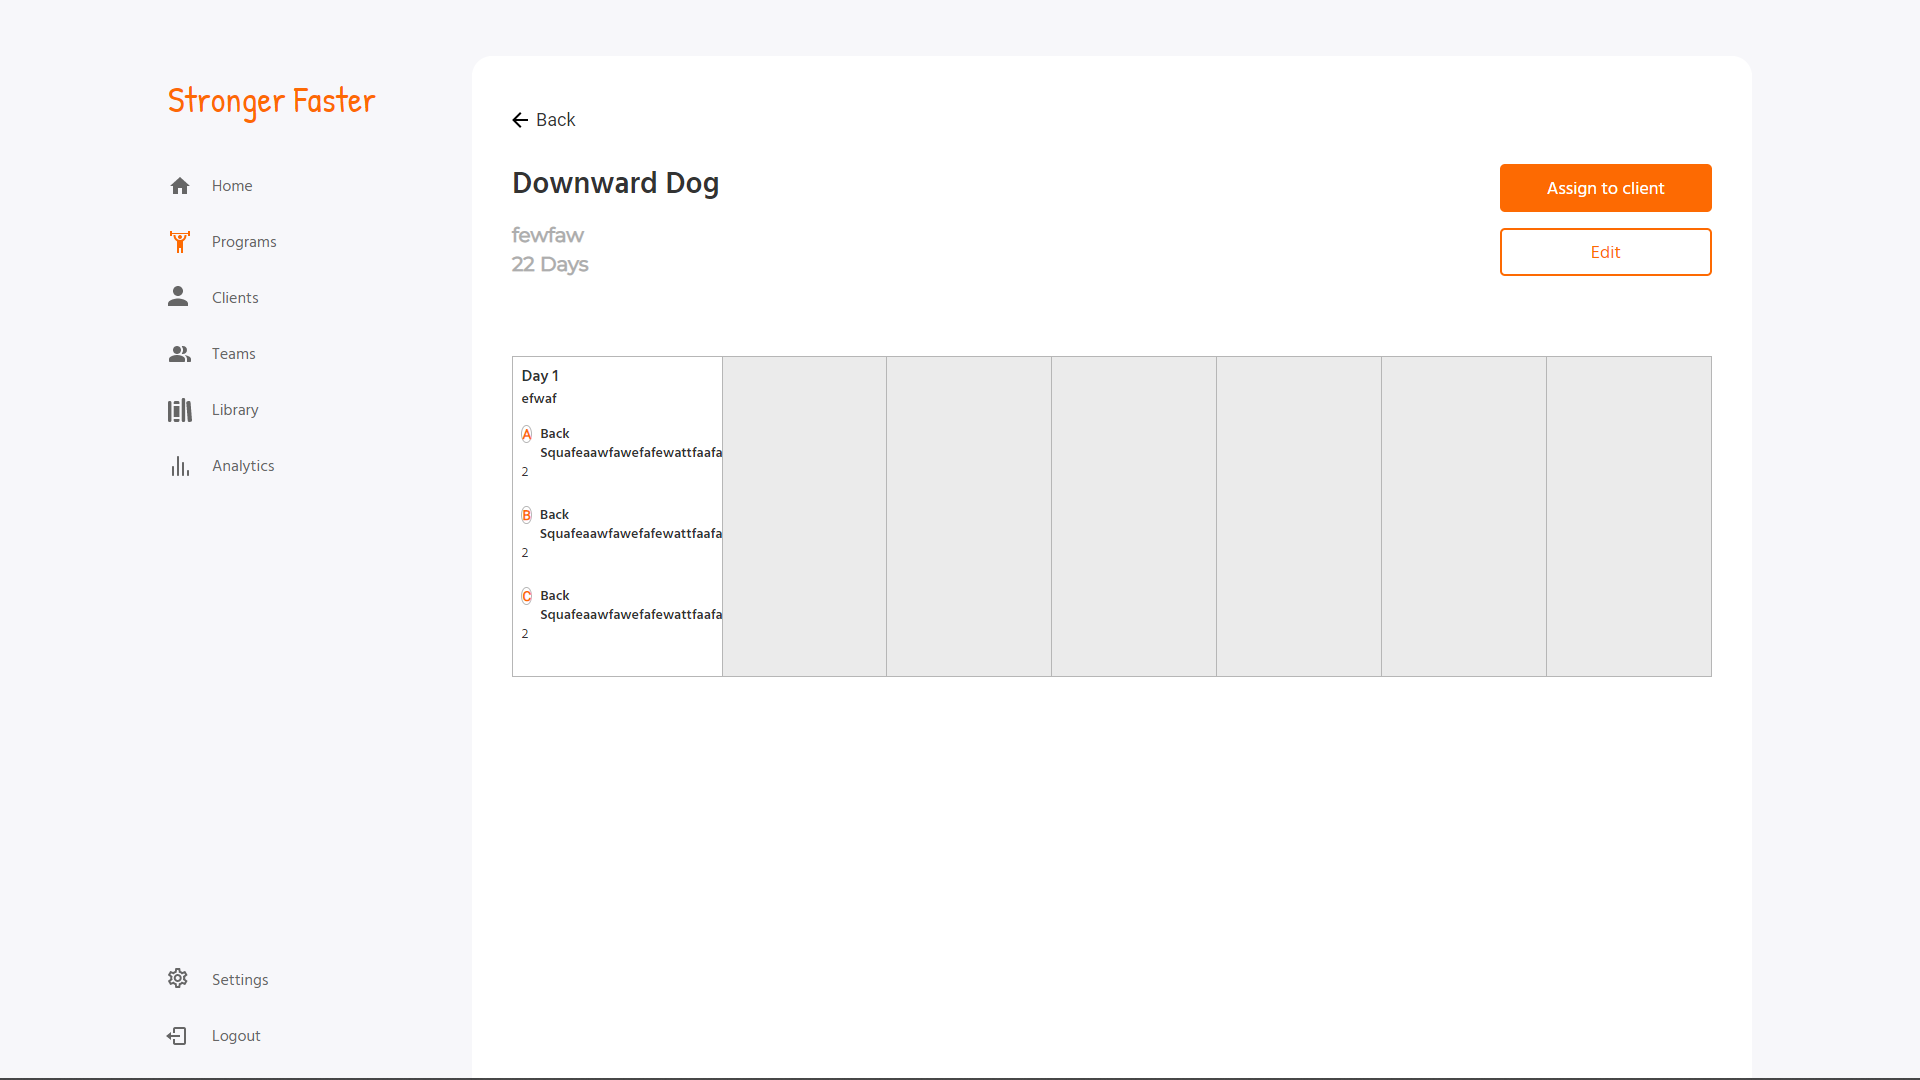 Stronger Faster
Home
Programs
Clients
Teams
Library
Analytics
Settings
Logout
Back
Downward Dog
fewfaw
22 Days
Assign to client
Edit
Day 1
efwaf
A Back
Squafeaawfawefafewattfaafa
2
B Back
Squafeaawfawefafewattfaafa
2
C Back
Squafeaawfawefafewattfaafa
2